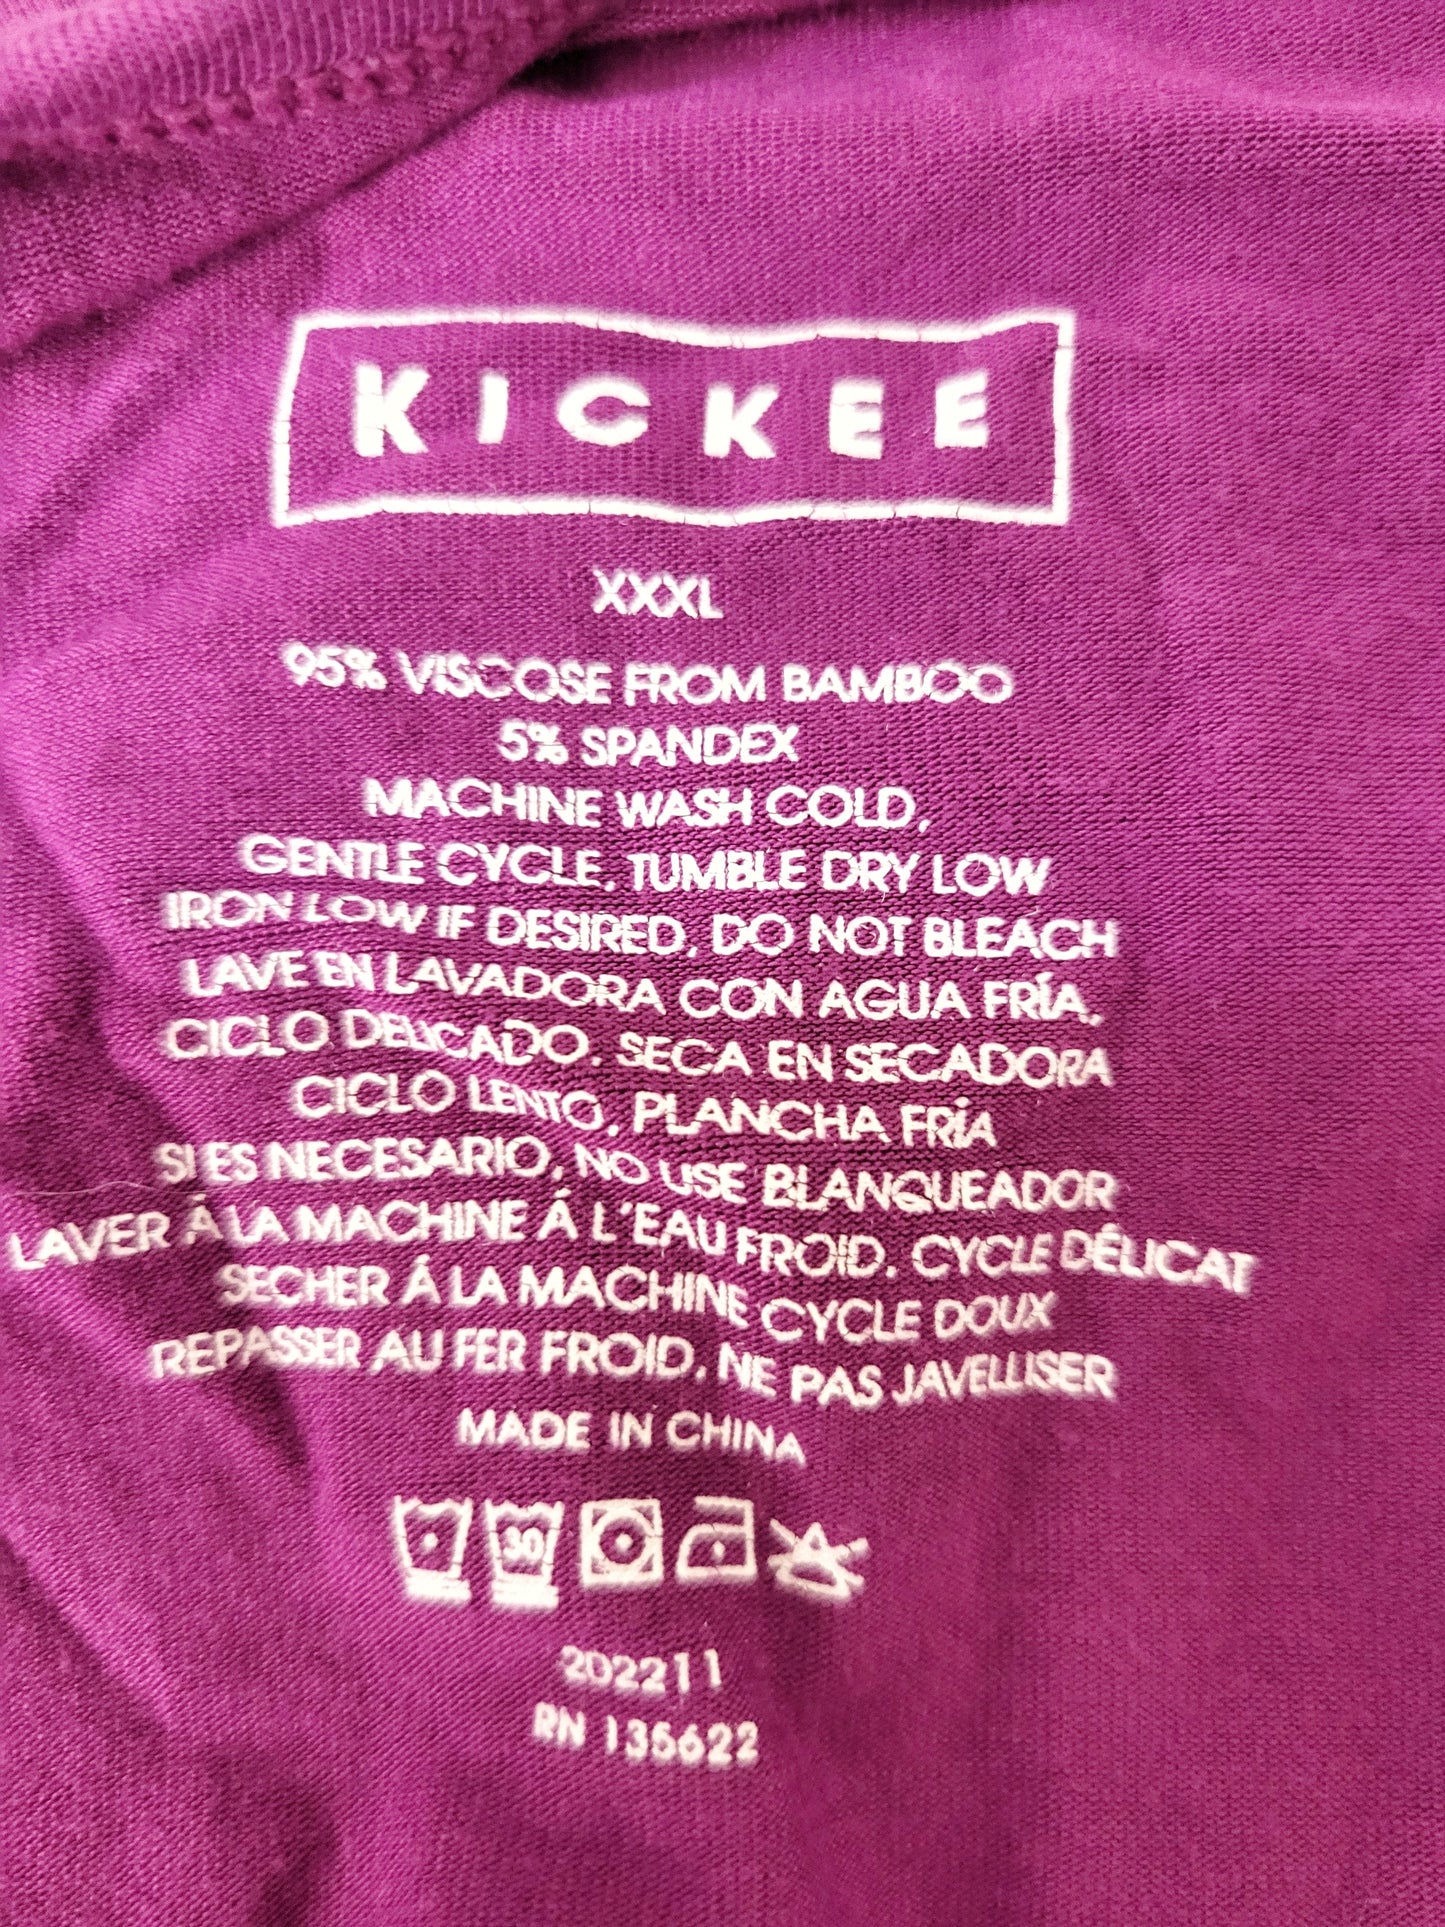 KICKEE
XXXL
95% VISCOSE FROM BAMBOO
5% SPANDEX
MACHINE WASH COLD,
GENTLE CYCLE, TUMBLE DRY LOW
IRON LOW IF DESIRED, DO NOT BLEACH
LAVE EN LAVADORA CON AGUA FRÍA,
CICLO DELICADO. SECA EN SECADORA
CICLO LENTO, PLANCHA FRÍA
SI ES NECESARIO, NO USE BLANQUEADOR
LAVER Á LA MACHINE Á L'EAU FROID, CYCLE DÉLICAT
SECHER Á LA MACHINE CYCLE DOUX
REPASSER AU FER FROID, NE PAS JAVELLISER
MADE IN CHINA
30
202211
RN 135622